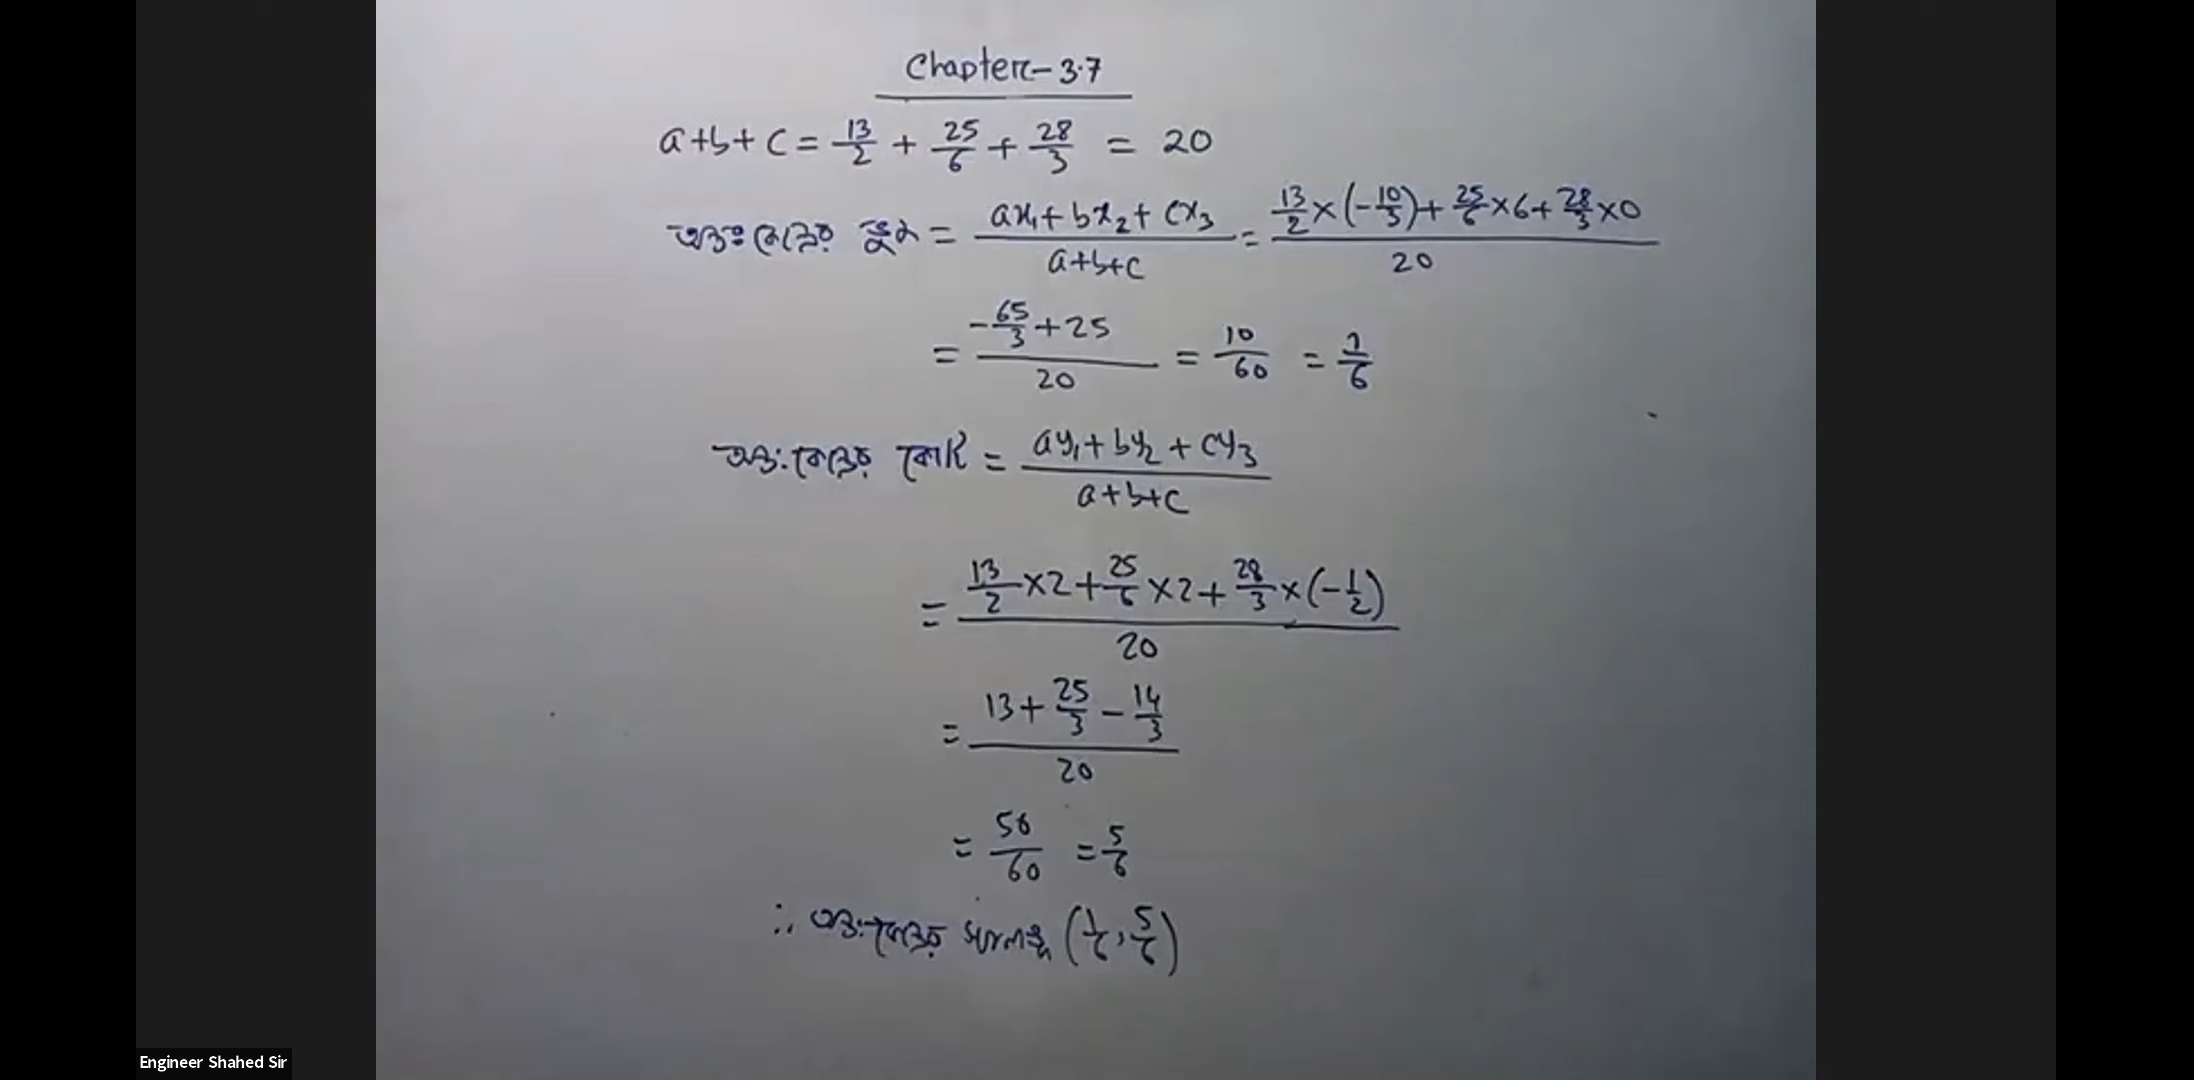 Chapter-3.7
a+b+c = 13/2 + 25/6 + 28/3 = 20
অন্তঃকেন্দ্রের ভুজ = (ax₁+bx₂+cx₃)/(a+b+c) = (13/2×(-10/3)+25/6×6+28/3×0)/20
= (-65/3+25)/20 = 10/60 = 1/6
অন্তঃকেন্দ্রের কোটি = (ay₁+by₂+cy₃)/(a+b+c)
= (13/2×2+25/6×2+28/3×(-1/2))/20
= (13+25/3-14/3)/20
= 50/60 = 5/6
∴ অন্তঃকেন্দ্রের স্থানাঙ্ক (1/6, 5/6)
Engineer Shahed Sir